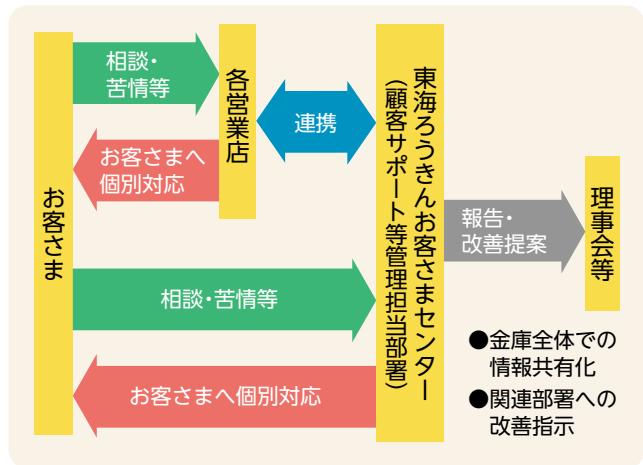 お客さま
相談・
苦情等
お客さまへ
個別対応
各営業店
連携
相談・苦情等
お客さまへ個別対応
東海ろうきんお客さまセンター
（顧客サポート等管理担当部署）
報告・
改善提案
理事会等
●金庫全体での
情報共有化
●関連部署への
改善指示